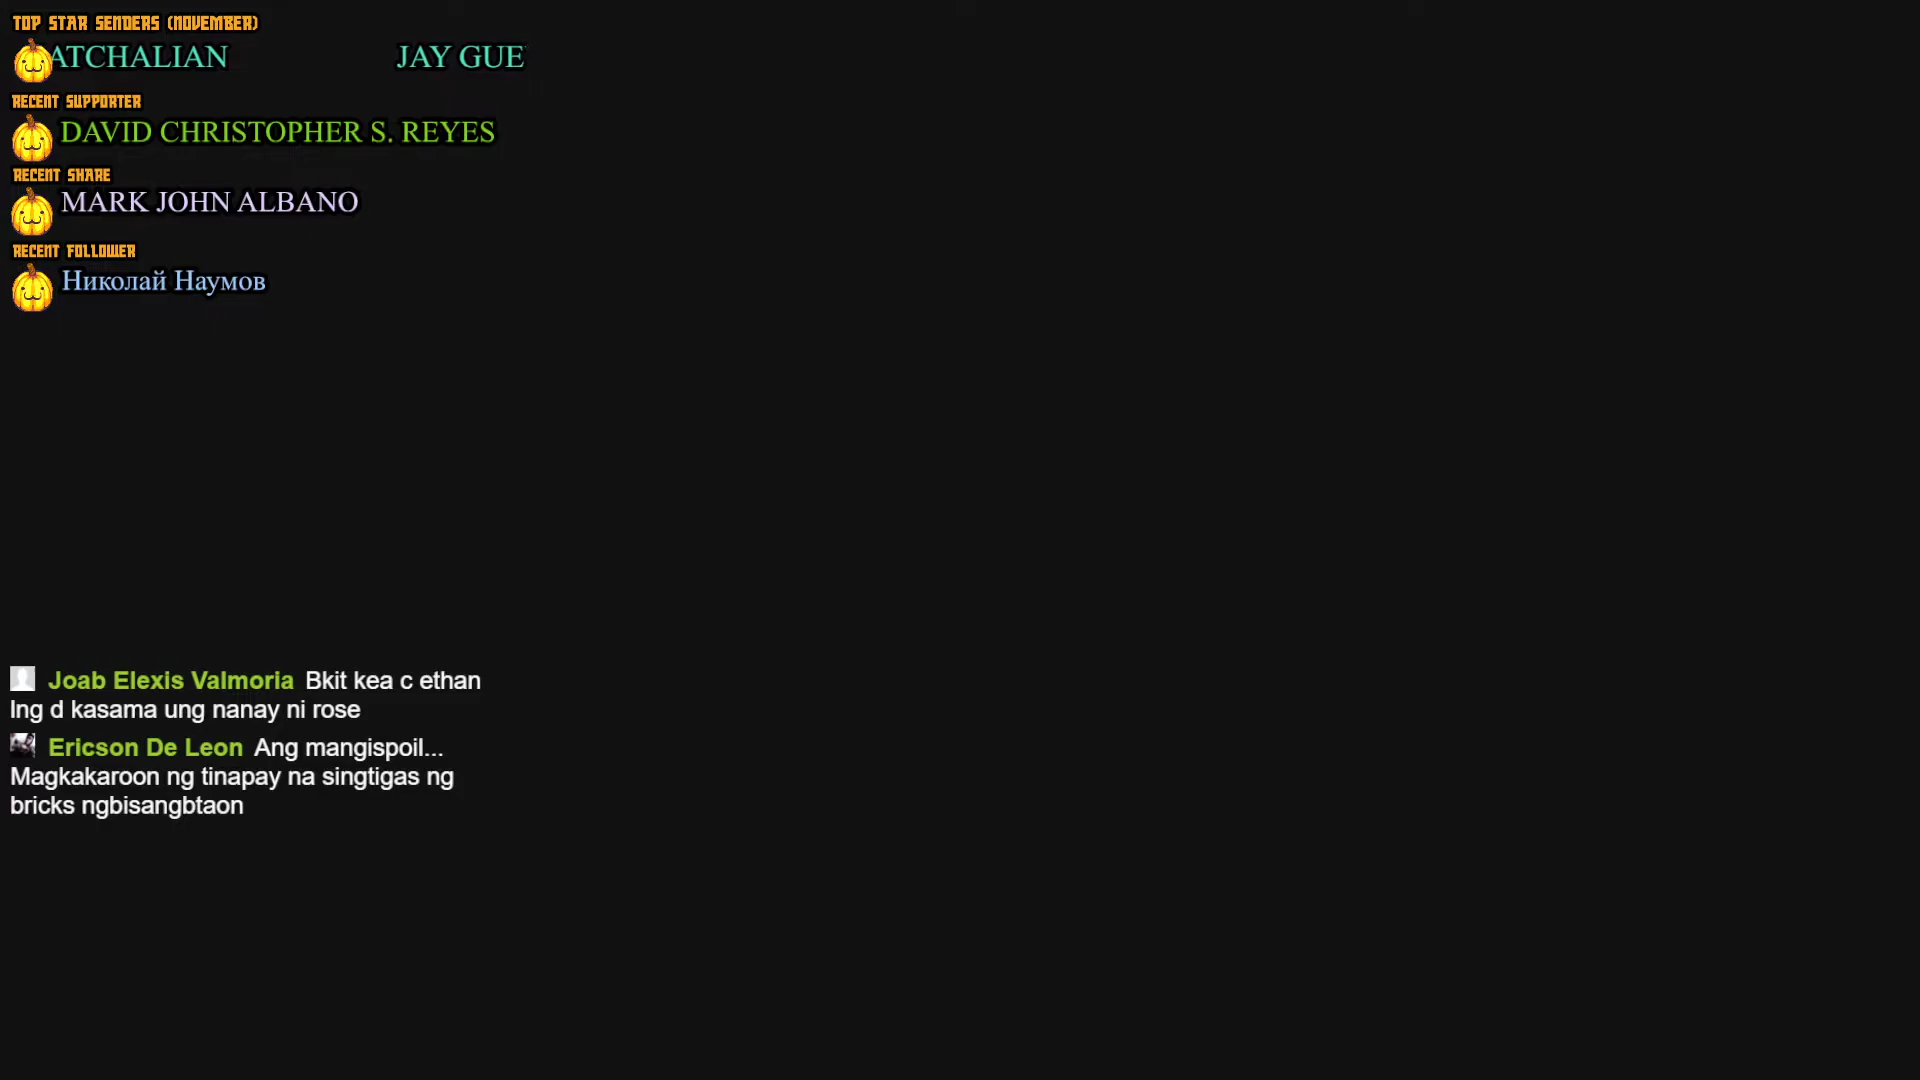 TOP STAR SENDERS (NOVEMBER)
ATCHALIAN JAY GUE
RECENT SUPPORTER
DAVID CHRISTOPHER S. REYES
RECENT SHARE
MARK JOHN ALBANO
RECENT FOLLOWER
Николай Наумов
Joab Elexis Valmoria Bkit kea c ethan
lng d kasama ung nanay ni rose
Ericson De Leon Ang mangispoil...
Magkakaroon ng tinapay na singtigas ng
bricks ngbisangbtaon